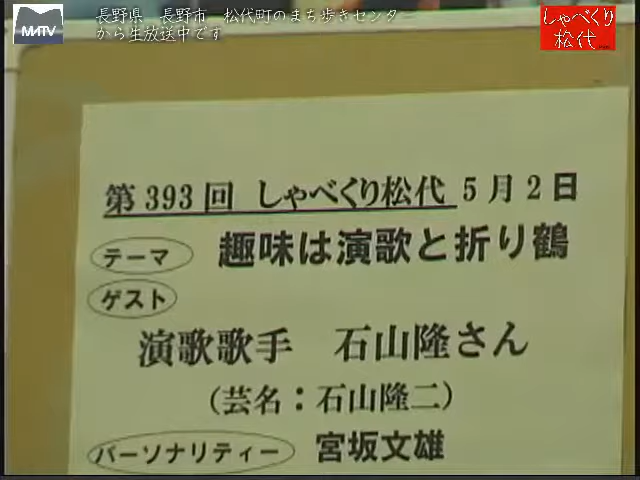 長野県　長野市　松代町のまち歩きセンター
から生放送中です
M-TV
しゃべくり
松代
第393回 しゃべくり松代 5月2日
テーマ 趣味は演歌と折り鶴
ゲスト
演歌歌手　石山隆さん
（芸名：石山隆二）
パーソナリティー 宮坂文雄